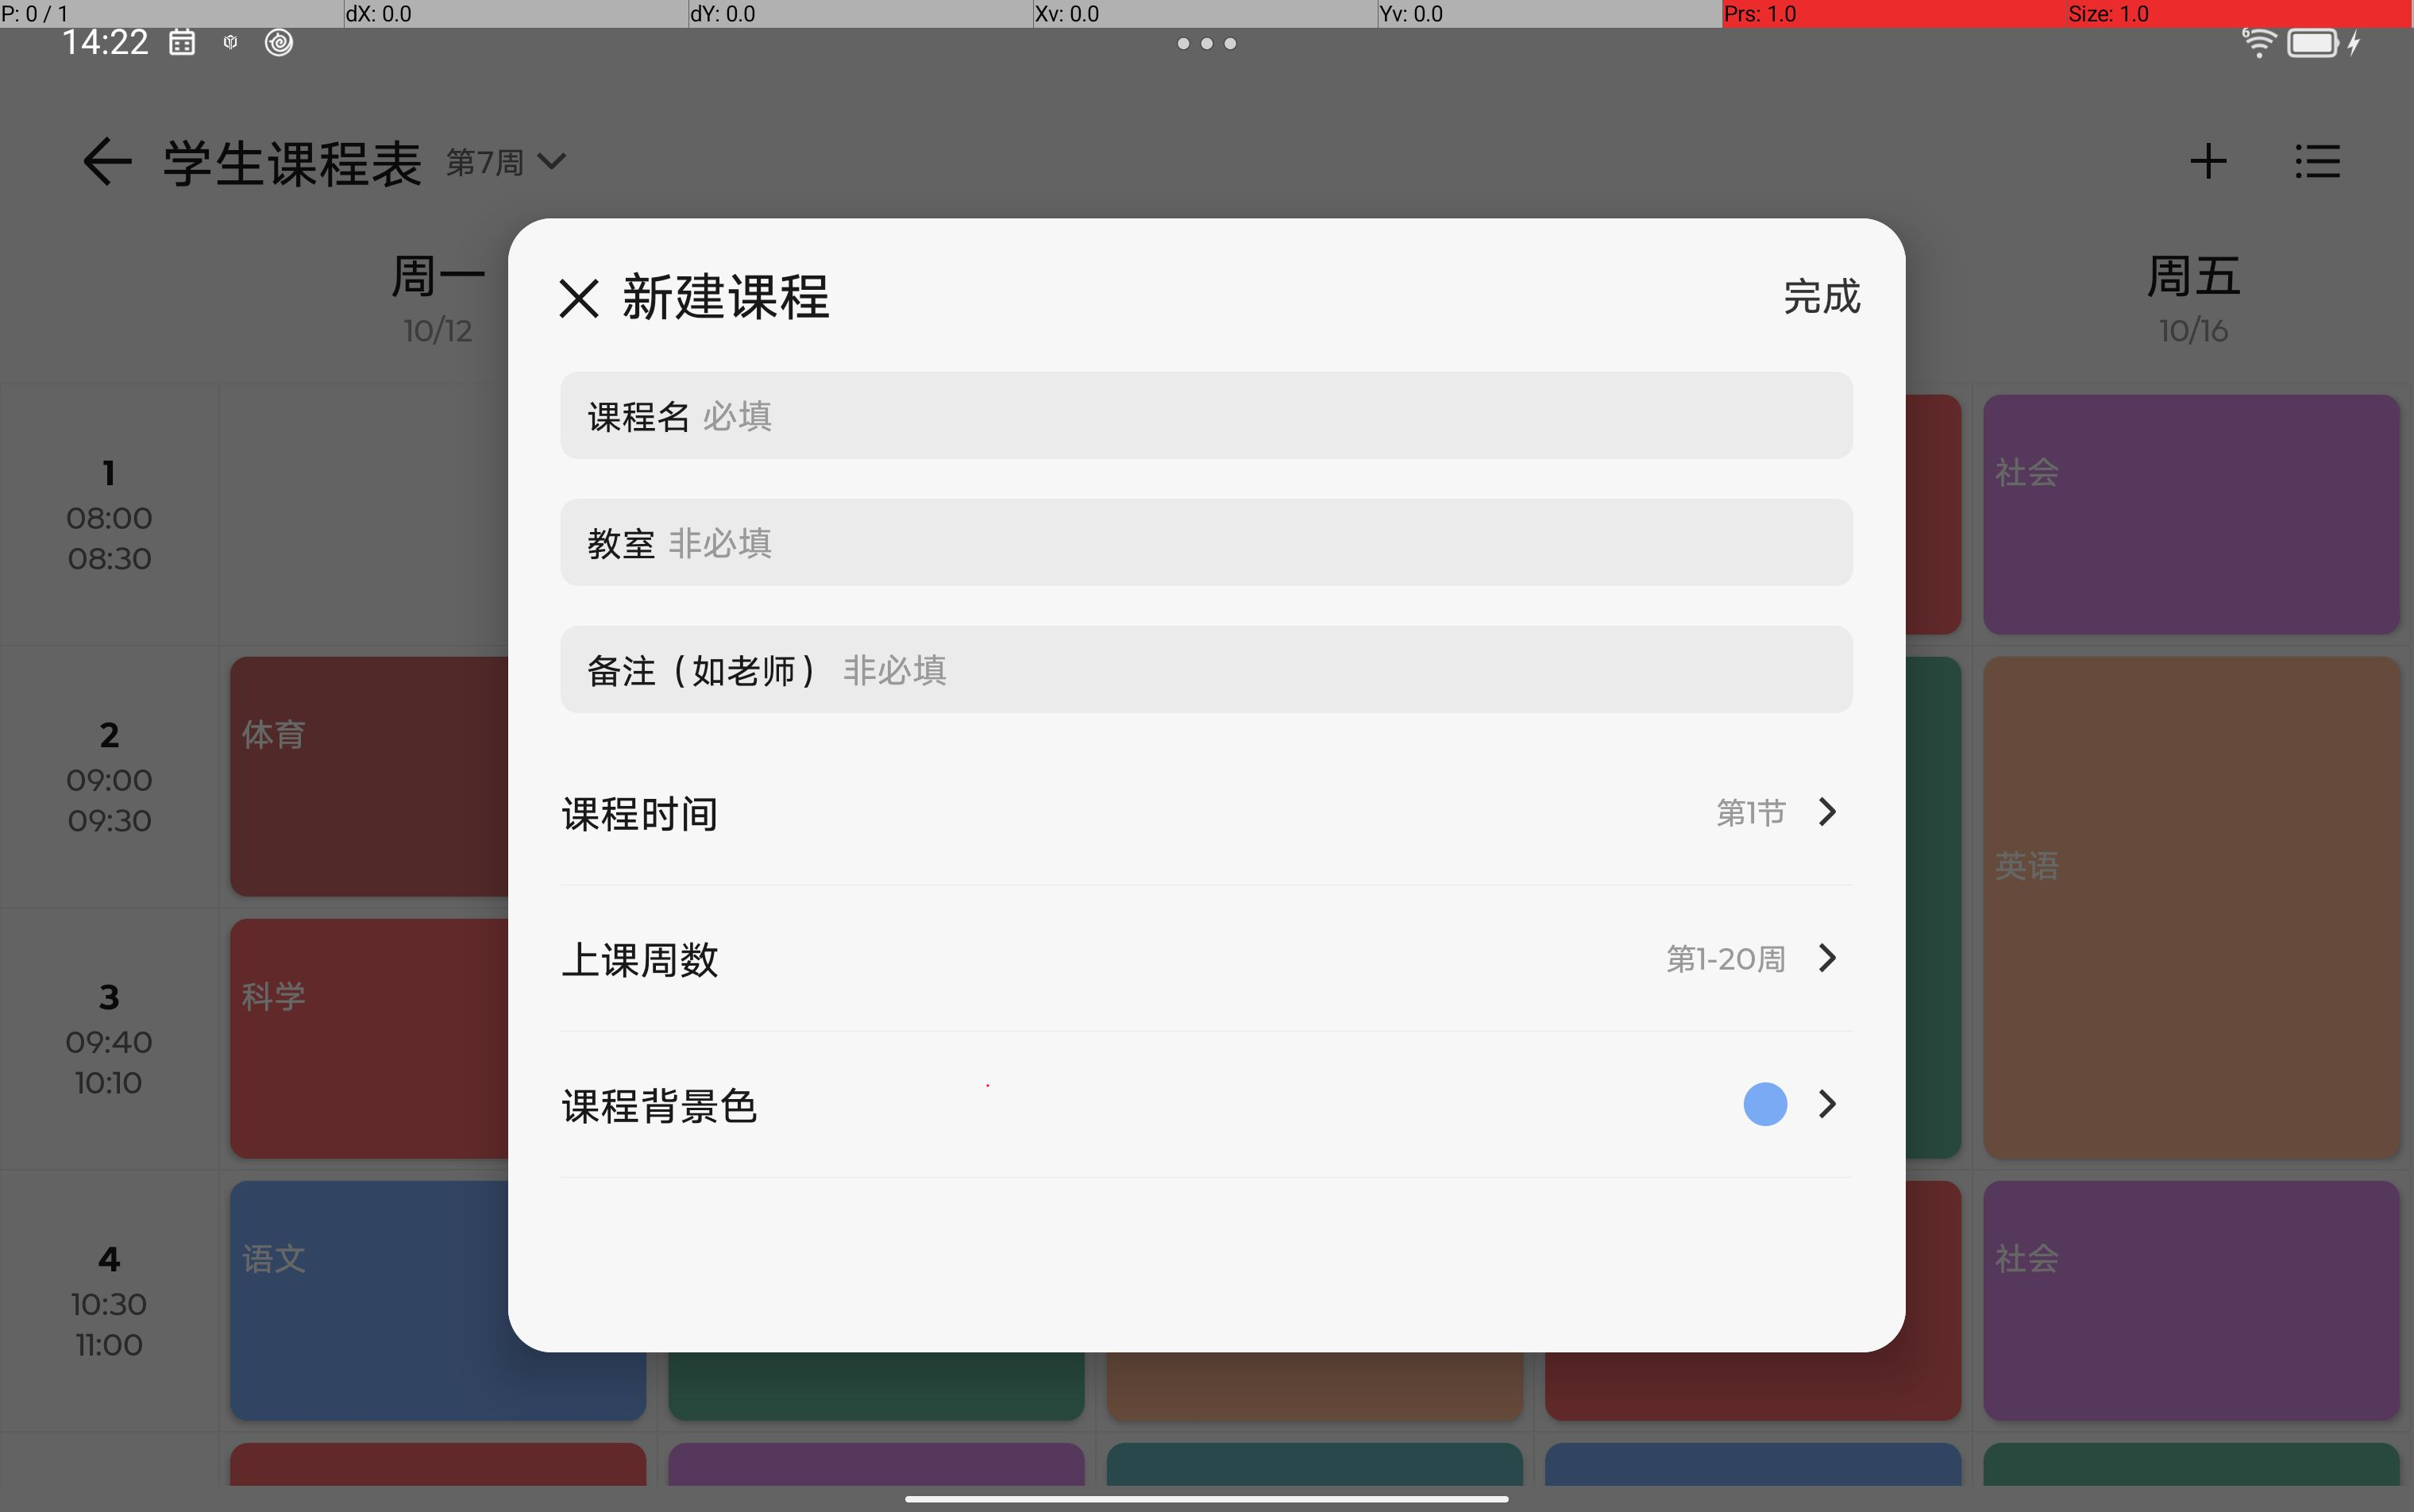 P: 0 / 1 dX: 0.0 dY: 0.0 Xv: 0.0 Yv: 0.0 Prs: 1.0 Size: 1.0
14:22
6
学生课程表 第7周
周一 周五
10/12 10/16
新建课程 完成
课程名 必填
教室 非必填
备注（如老师） 非必填
课程时间 第1节
上课周数 第1-20周
课程背景色
1
08:00
08:30
社会
2
09:00
09:30
体育
英语
3
09:40
10:10
科学
4
10:30
11:00
语文
社会